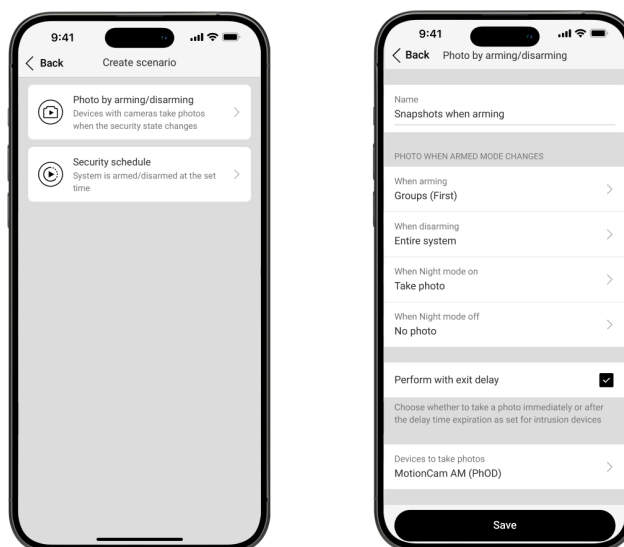 9:41
Back
Create scenario
Photo by arming/disarming
Devices with cameras take photos
when the security state changes
Security schedule
System is armed/disarmed at the set
time
9:41
Back
Photo by arming/disarming
Name
Snapshots when arming
PHOTO WHEN ARMED MODE CHANGES
When arming
Groups (First)
When disarming
Entire system
When Night mode on
Take photo
When Night mode off
No photo
Perform with exit delay
Choose whether to take a photo immediately or after
the delay time expiration as set for intrusion devices
Devices to take photos
MotionCam AM (PhOD)
Save